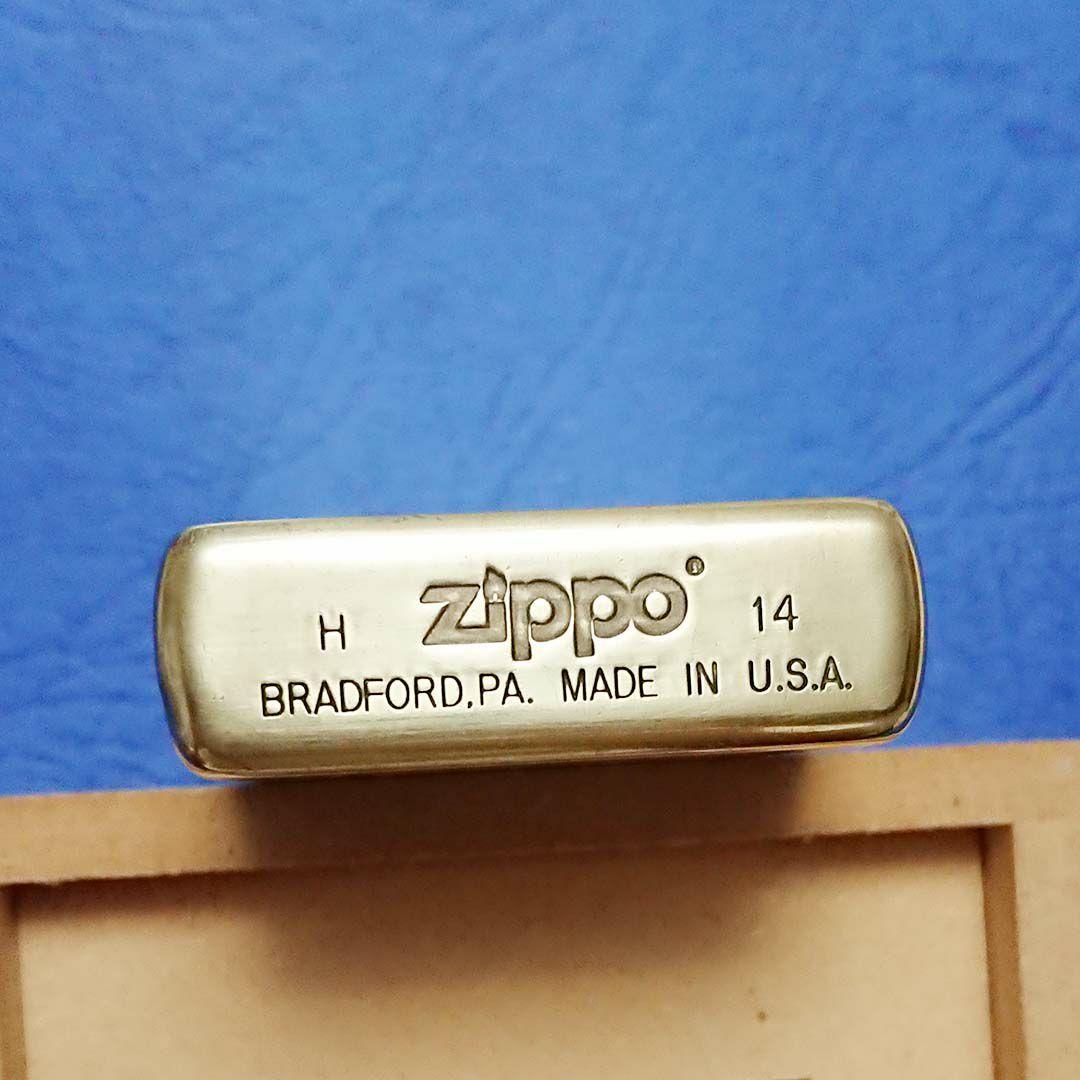 H zippo® 14
BRADFORD,PA. MADE IN U.S.A.